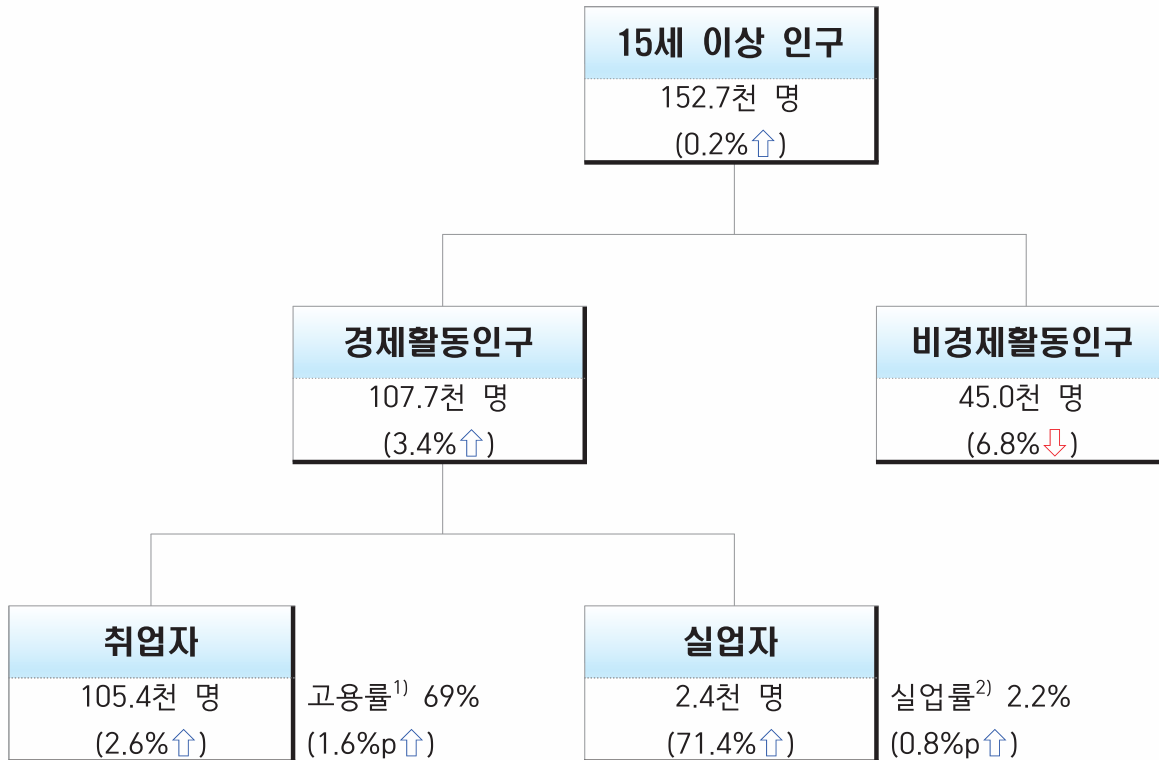 15세 이상 인구
152.7천 명
(0.2%⇧)
경제활동인구
107.7천 명
(3.4%⇧)
비경제활동인구
45.0천 명
(6.8%⇩)
취업자
105.4천 명
(2.6%⇧)
고용률1) 69%
(1.6%p⇧)
실업자
2.4천 명
(71.4%⇧)
실업률2) 2.2%
(0.8%p⇧)